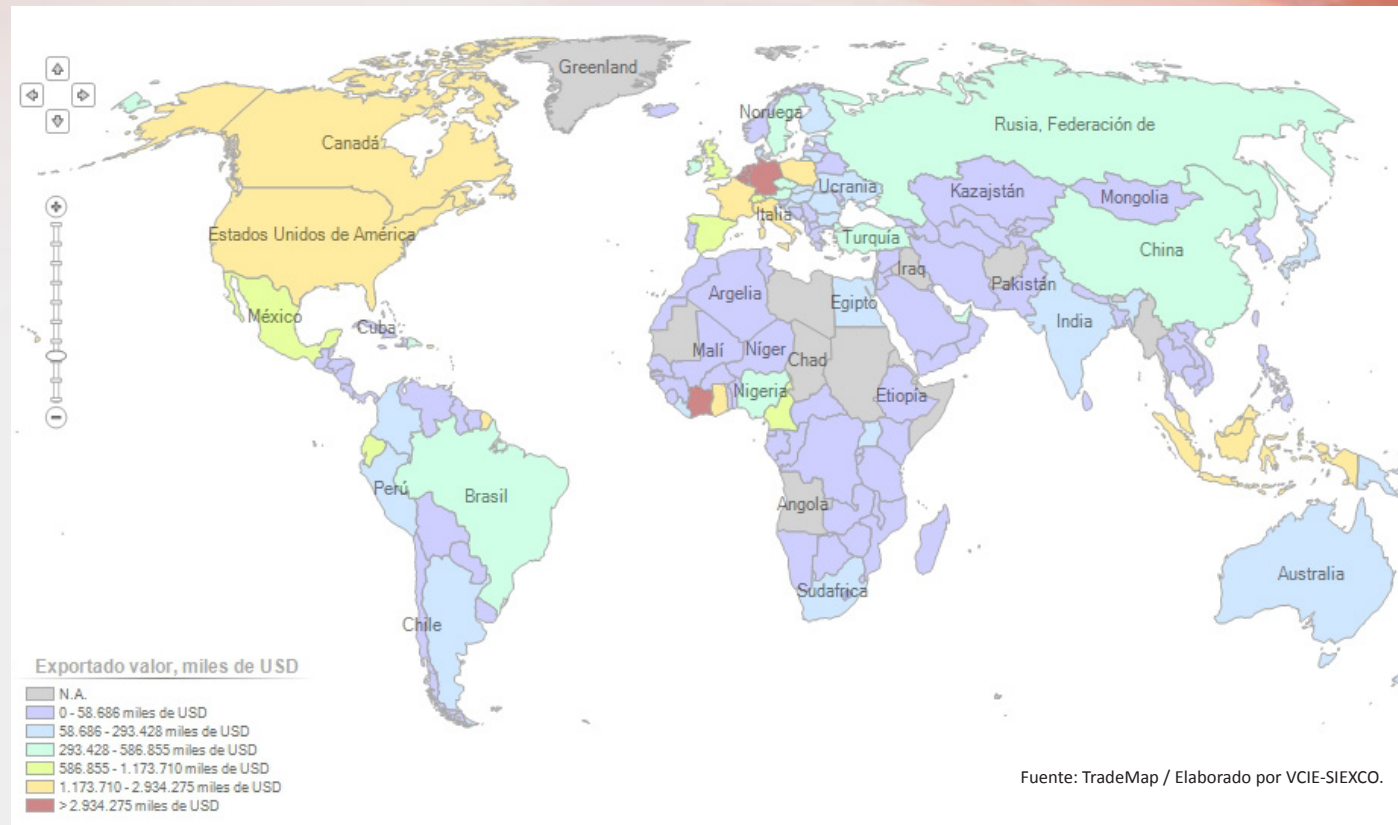 Greenland
Noruega
Canadá
Rusia, Federación de
Ucrania
Kazajstán
Mongolia
Italia
Estados Unidos de América
Turquía
China
Iraq
Pakistán
Argelia
Egipto
México
Cuba
India
Malí
Níger
Chad
Nigeria
Etiopía
Perú
Brasil
Angola
Australia
Sudafrica
Chile
Exportado valor, miles de USD
N.A.
0 - 58.686 miles de USD
58.686 - 293.428 miles de USD
293.428 - 586.855 miles de USD
586.855 - 1.173.710 miles de USD
1.173.710 - 2.934.275 miles de USD
> 2.934.275 miles de USD
Fuente: TradeMap / Elaborado por VCIE-SIEXCO.